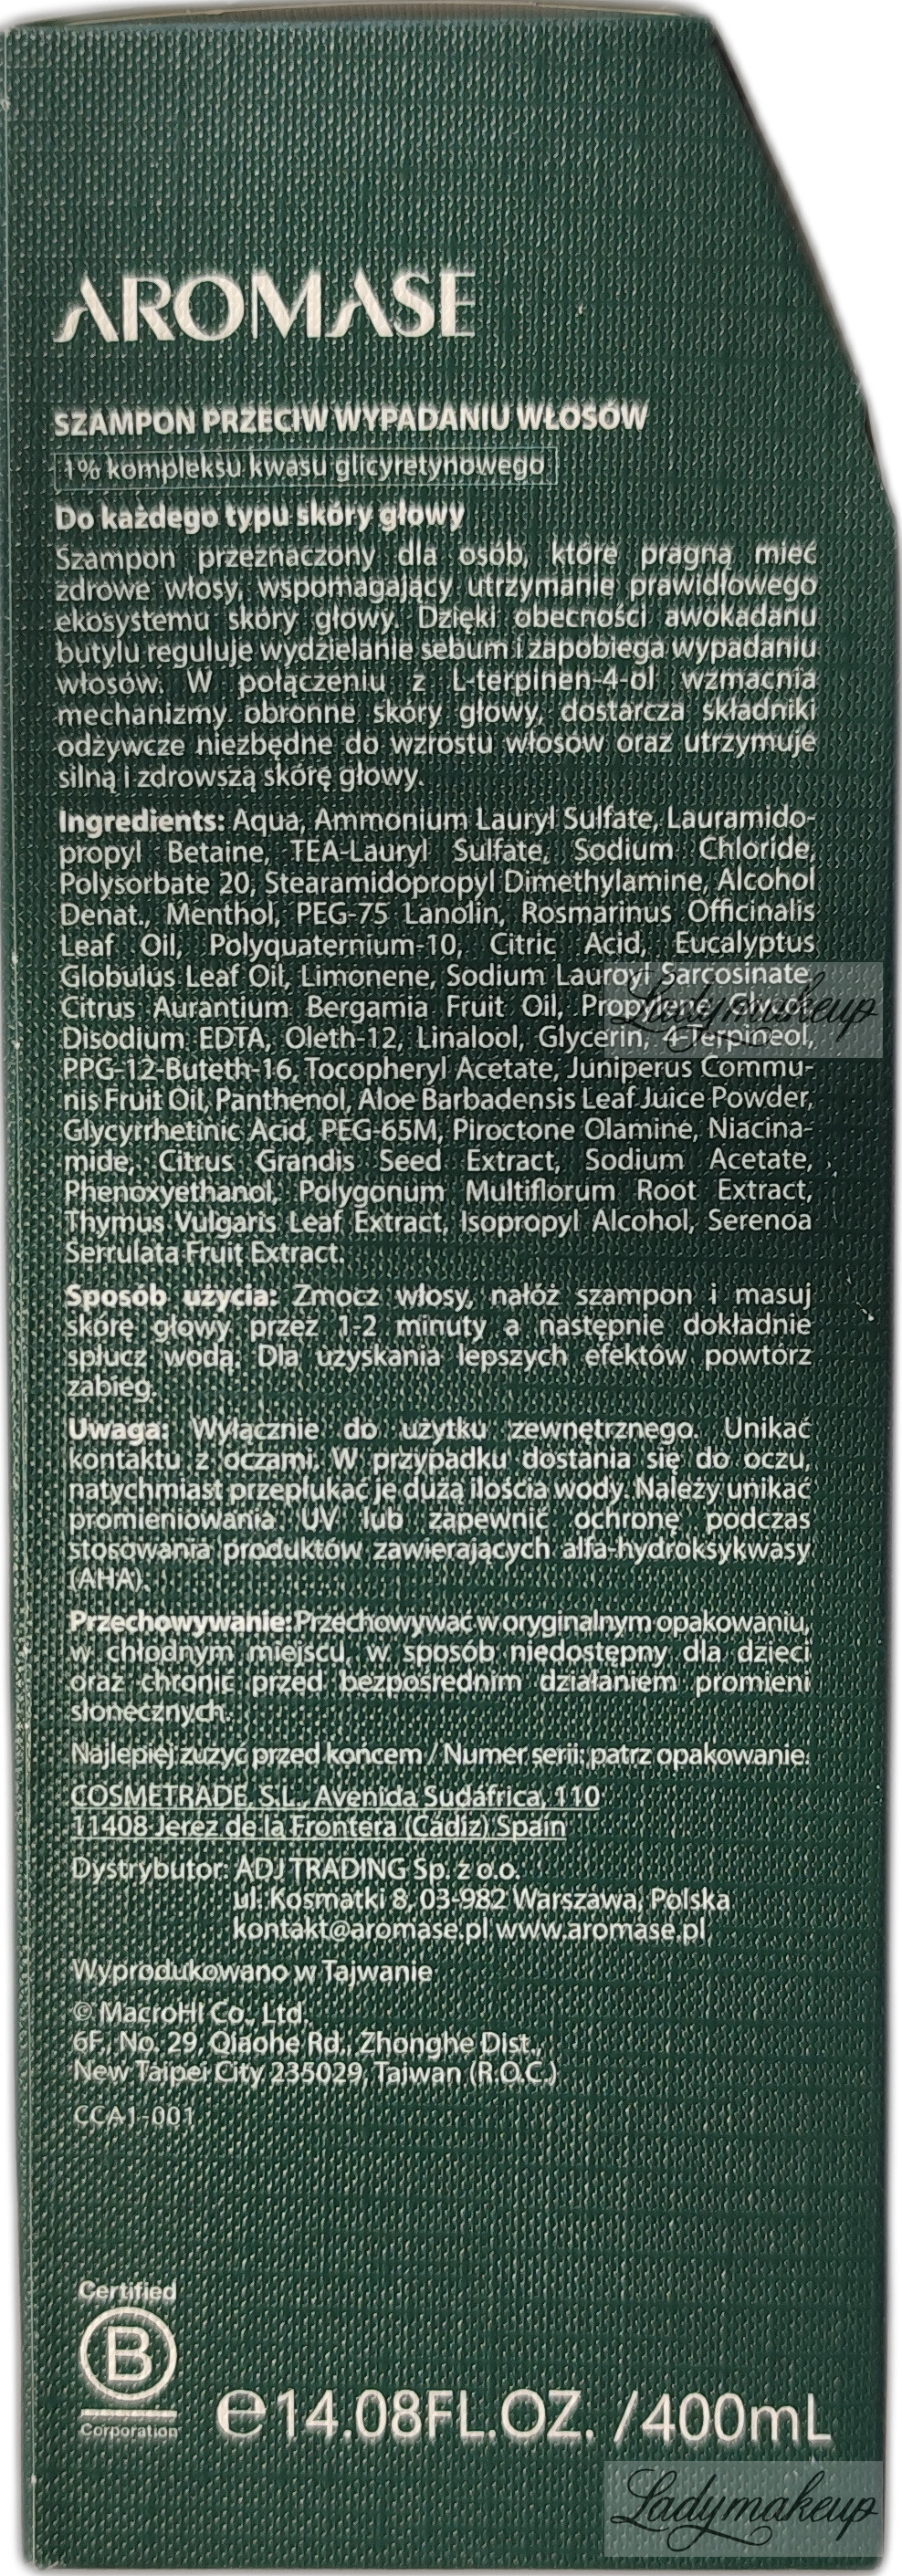 AROMASE
SZAMPON PRZECIW WYPADANIU WŁOSÓW
1% kompleksu kwasu glicyretynowego
Do każdego typu skóry głowy
Szampon przeznaczony dla osób, które pragną mieć
zdrowe włosy, wspomagający utrzymanie prawidłowego
ekosystemu skóry głowy. Dzięki obecności awokadanu
butylu reguluje wydzielanie sebum i zapobiega wypadaniu
włosów. W połączeniu z L-terpinen-4-ol wzmacnia
mechanizmy obronne skóry głowy, dostarcza składniki
odżywcze niezbędne do wzrostu włosów oraz utrzymuje
silną i zdrowszą skórę głowy.
Ingredients: Aqua, Ammonium Lauryl Sulfate, Lauramido-
propyl Betaine, TEA-Lauryl Sulfate, Sodium Chloride,
Polysorbate 20, Stearamidopropyl Dimethylamine, Alcohol
Denat., Menthol, PEG-75 Lanolin, Rosmarinus Officinalis
Leaf Oil, Polyquaternium-10, Citric Acid, Eucalyptus
Globulus Leaf Oil, Limonene, Sodium Lauroyl Sarcosinate,
Citrus Aurantium Bergamia Fruit Oil, Propylene Glycol,
Ladymakeup
Disodium EDTA, Oleth-12, Linalool, Glycerin, 4-Terpineol,
PPG-12-Buteth-16, Tocopheryl Acetate, Juniperus Commu-
nis Fruit Oil, Panthenol, Aloe Barbadensis Leaf Juice Powder,
Glycyrrhetinic Acid, PEG-65M, Piroctone Olamine, Niacina-
mide, Citrus Grandis Seed Extract, Sodium Acetate,
Phenoxyethanol, Polygonum Multiflorum Root Extract,
Thymus Vulgaris Leaf Extract, Isopropyl Alcohol, Serenoa
Serrulata Fruit Extract.
Sposób użycia: Zmocz włosy, nałóż szampon i masuj
skórę głowy przez 1-2 minuty a następnie dokładnie
spłucz wodą. Dla uzyskania lepszych efektów powtórz
zabieg.
Uwaga: Wyłącznie do użytku zewnętrznego. Unikać
kontaktu z oczami. W przypadku dostania się do oczu,
natychmiast przepłukać je dużą ilościa wody. Należy unikać
promieniowania UV lub zapewnić ochronę podczas
stosowania produktów zawierających alfa-hydroksykwasy
(AHA).
Przechowywanie: Przechowywać w oryginalnym opakowaniu,
w chłodnym miejscu, w sposób niedostępny dla dzieci
oraz chronić przed bezpośrednim działaniem promieni
słonecznych.
Najlepiej zużyć przed końcem / Numer serii: patrz opakowanie.
COSMETRADE, S.L., Avenida Sudáfrica, 110
11408 Jerez de la Frontera (Cádiz) Spain
Dystrybutor: ADJ TRADING Sp. z o.o.
ul. Kosmatki 8, 03-982 Warszawa, Polska
kontakt@aromase.pl www.aromase.pl
Wyprodukowano w Tajwanie
© MacroHI Co., Ltd.
6F., No. 29, Qiaohe Rd., Zhonghe Dist.,
New Taipei City 235029, Taiwan (R.O.C.)
CCA1-001
Certified
B
Corporation
℮14.08FL.OZ. /400mL
Ladymakeup